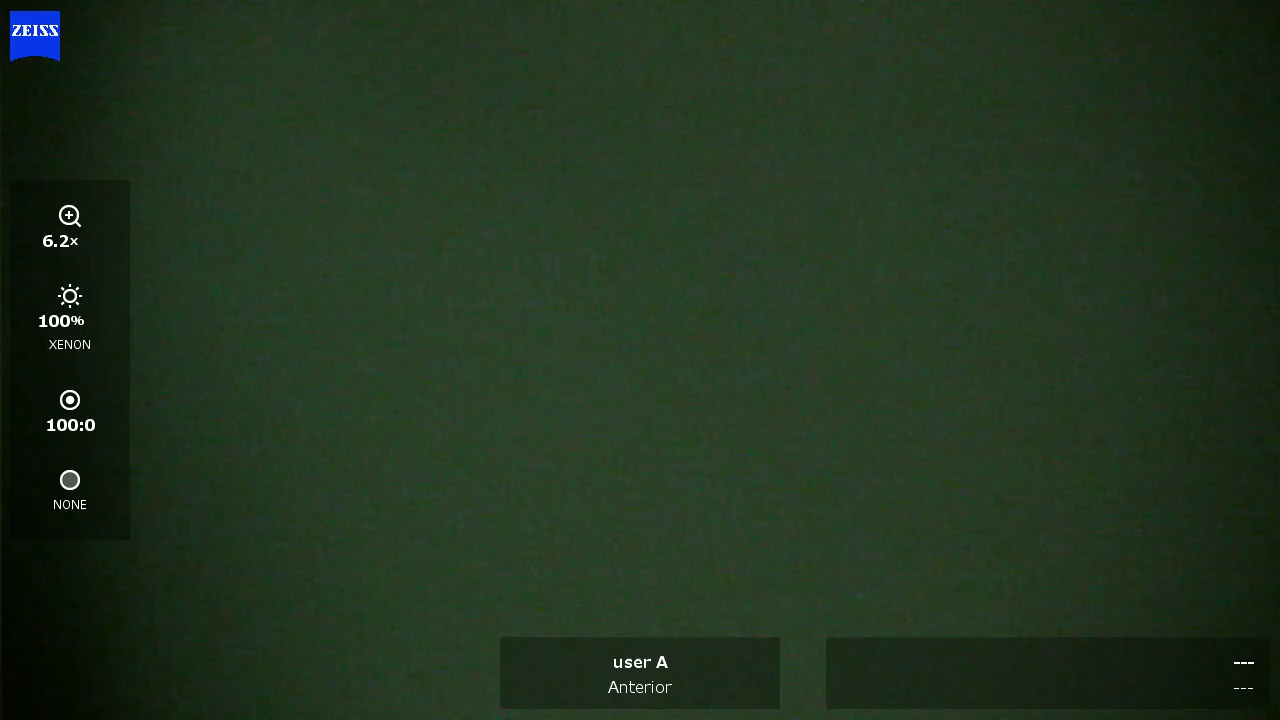 ZEISS
6.2×
100%
XENON
100:0
NONE
user A
Anterior
---
---